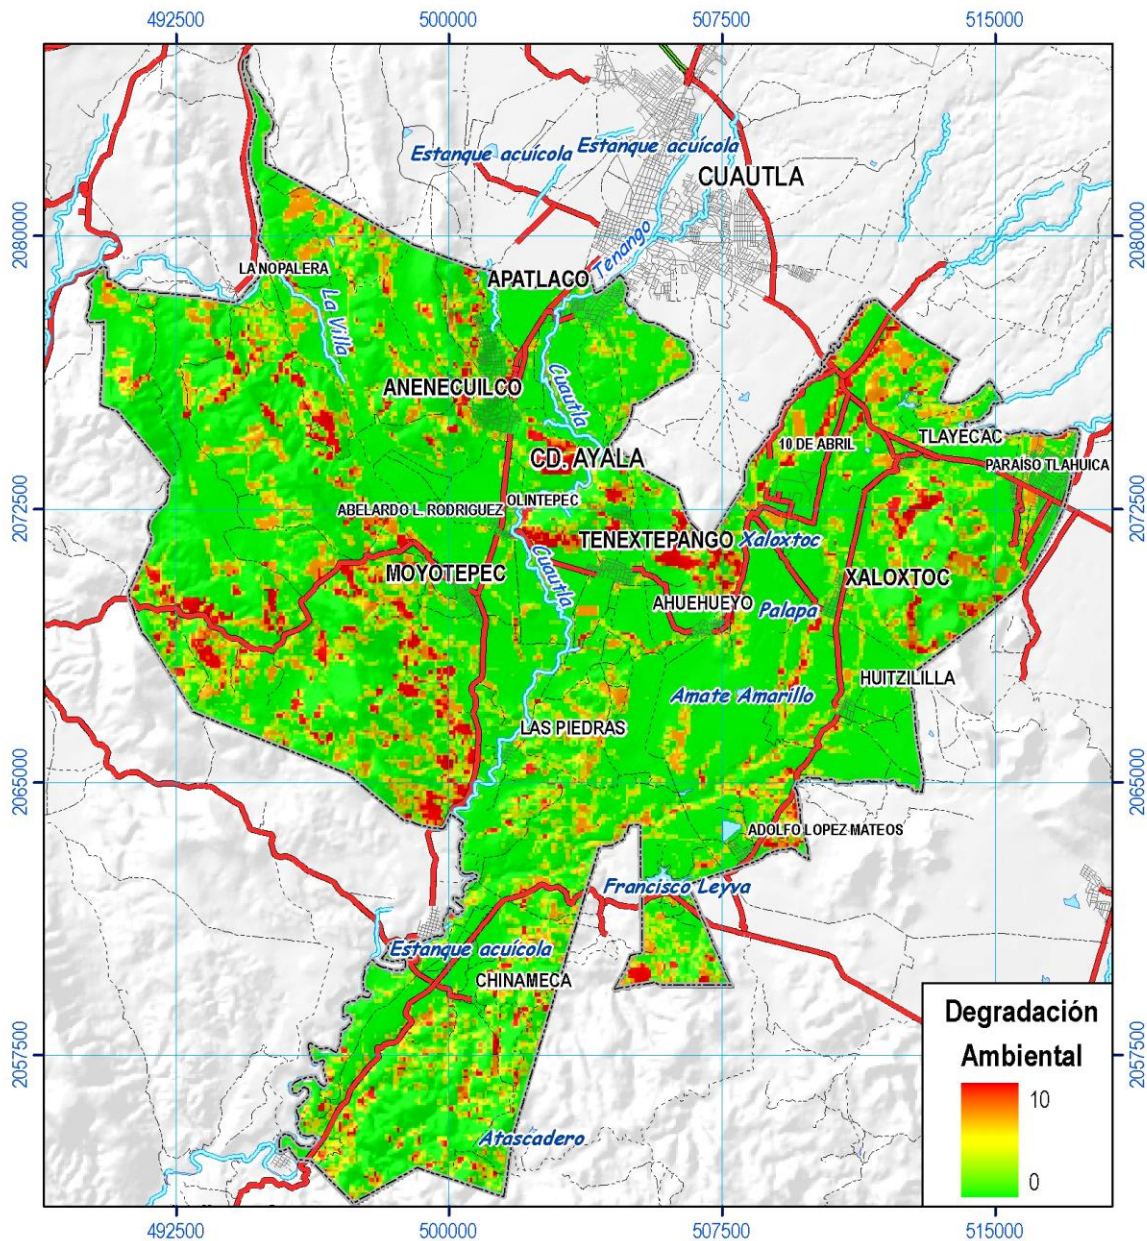 492500 500000 507500 515000
2080000 2080000
2072500 2072500
2065000 2065000
2057500 2057500
Estanque acuícola
Estanque acuícola
CUAUTLA
Tenango
LA NOPALERA
APATLACO
La Villa
ANENECUILCO
Cuautla
10 DE ABRIL
TLAYECAC
CD. AYALA
PARAÍSO TLAHUICA
OLINTEPEC
ABELARDO L. RODRIGUEZ
TENEXTEPANGO
Xaloxtoc
Cuautla
MOYOTEPEC
XALOXTOC
AHUEHUEYO
Palapa
HUITZILILLA
Amate Amarillo
LAS PIEDRAS
ADOLFO LOPEZ MATEOS
Francisco Leyva
Estanque acuícola
CHINAMECA
Atascadero
Degradación
Ambiental
10
0
492500 500000 507500 515000